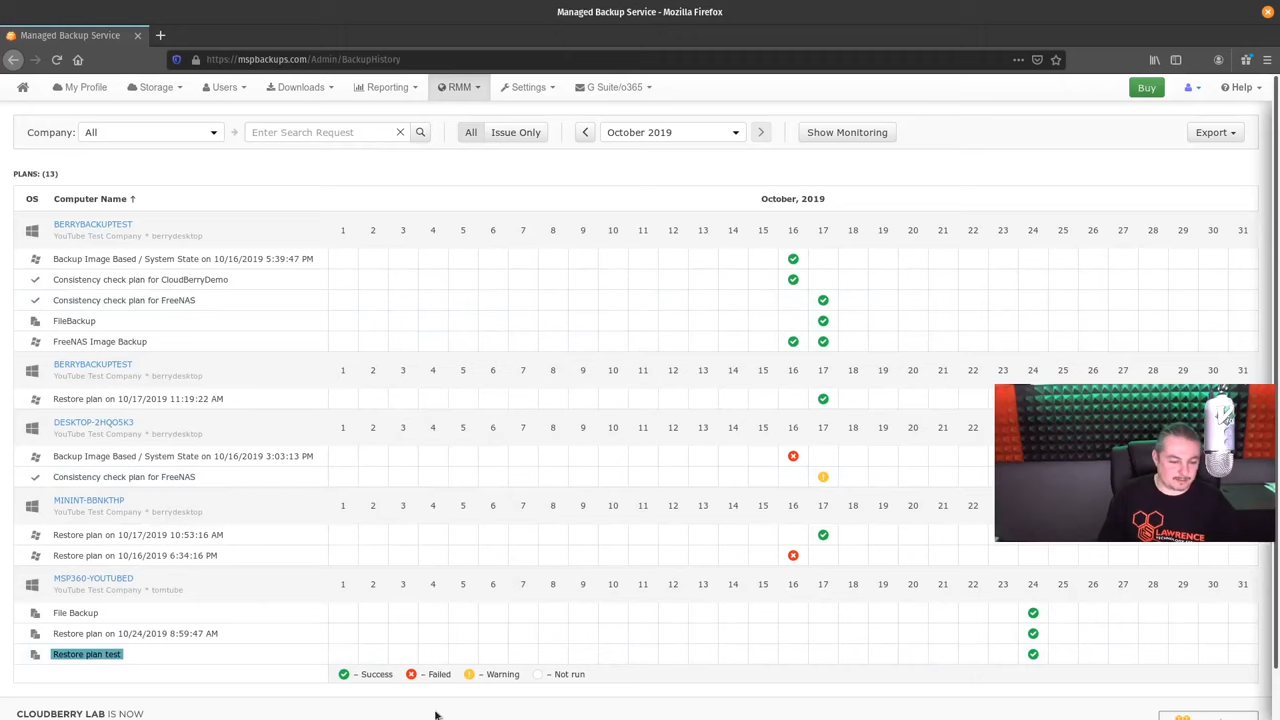 Managed Backup Service - Mozilla Firefox
Managed Backup Service
https://mspbackups.com/Admin/BackupHistory
My Profile Storage Users Downloads Reporting RMM Settings G Suite/o365 Buy Help
Company: All Enter Search Request All Issue Only October 2019 Show Monitoring Export
PLANS: (13)
OS Computer Name ↑ October, 2019
BERRYBACKUPTEST 1 2 3 4 5 6 7 8 9 10 11 12 13 14 15 16 17 18 19 20 21 22 23 24 25 26 27 28 29 30 31
YouTube Test Company * berrydesktop
Backup Image Based / System State on 10/16/2019 5:39:47 PM
Consistency check plan for CloudBerryDemo
Consistency check plan for FreeNAS
FileBackup
FreeNAS Image Backup
BERRYBACKUPTEST 1 2 3 4 5 6 7 8 9 10 11 12 13 14 15 16 17 18 19 20 21 22 23 24 25 26 27 28 29 30 31
YouTube Test Company * berrydesktop
Restore plan on 10/17/2019 11:19:22 AM
DESKTOP-2HQO5K3 1 2 3 4 5 6 7 8 9 10 11 12 13 14 15 16 17 18 19 20 21 22
YouTube Test Company * berrydesktop
Backup Image Based / System State on 10/16/2019 3:03:13 PM
Consistency check plan for FreeNAS
MININT-BBNKTHP 1 2 3 4 5 6 7 8 9 10 11 12 13 14 15 16 17 18 19 20 21 22
YouTube Test Company * berrydesktop
Restore plan on 10/17/2019 10:53:16 AM
Restore plan on 10/16/2019 6:34:16 PM
LAWRENCE
MSP360-YOUTUBED 1 2 3 4 5 6 7 8 9 10 11 12 13 14 15 16 17 18 19 20 21 22 23 24 25 26 27 28 29 30 31
YouTube Test Company * tomtube
File Backup
Restore plan on 10/24/2019 8:59:47 AM
Restore plan test
– Success – Failed – Warning – Not run
CLOUDBERRY LAB IS NOW